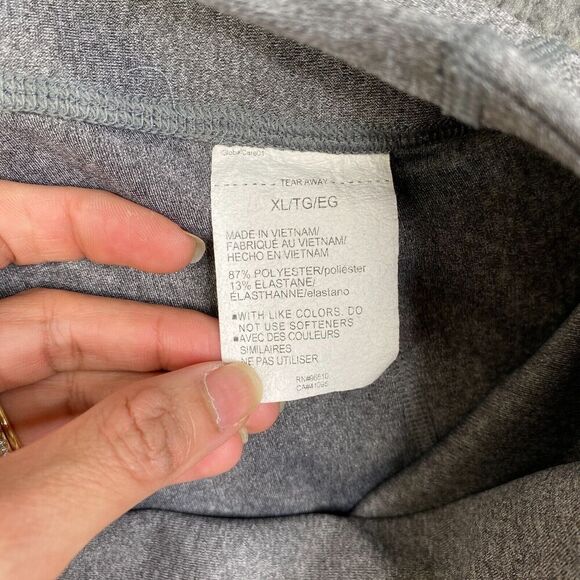 TEAR AWAY
XL/TG/EG
MADE IN VIETNAM/
FABRIQUÉ AU VIETNAM/
HECHO EN VIETNAM
87% POLYESTER/poliéster
13% ELASTANE/
ÉLASTHANNE/elastano
▪WITH LIKE COLORS. DO
NOT USE SOFTENERS
▪AVEC DES COULEURS
SIMILAIRES
NE PAS UTILISER